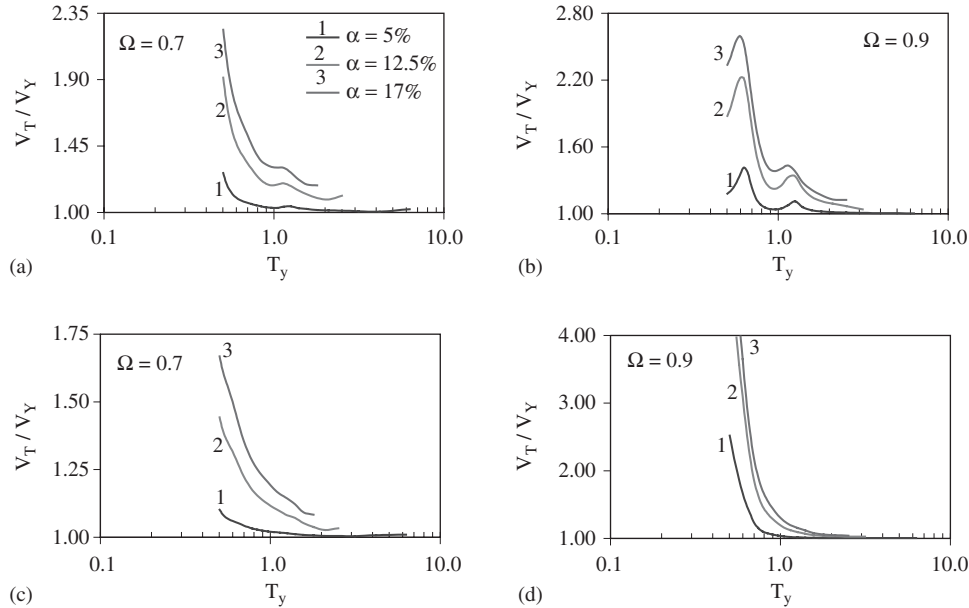 2.35
1.90
1.45
1.00
V_T / V_Y
Ω = 0.7
3
2
1
1 α = 5%
2 α = 12.5%
3 α = 17%
0.1 1.0 10.0
T_y
(a)
2.80
2.20
1.60
1.00
V_T / V_Y
Ω = 0.9
3
2
1
0.1 1.0 10.0
T_y
(b)
1.75
1.50
1.25
1.00
V_T / V_Y
Ω = 0.7
3
2
1
0.1 1.0 10.0
T_y
(c)
4.00
3.00
2.00
1.00
V_T / V_Y
Ω = 0.9
3
2
1
0.1 1.0 10.0
T_y
(d)